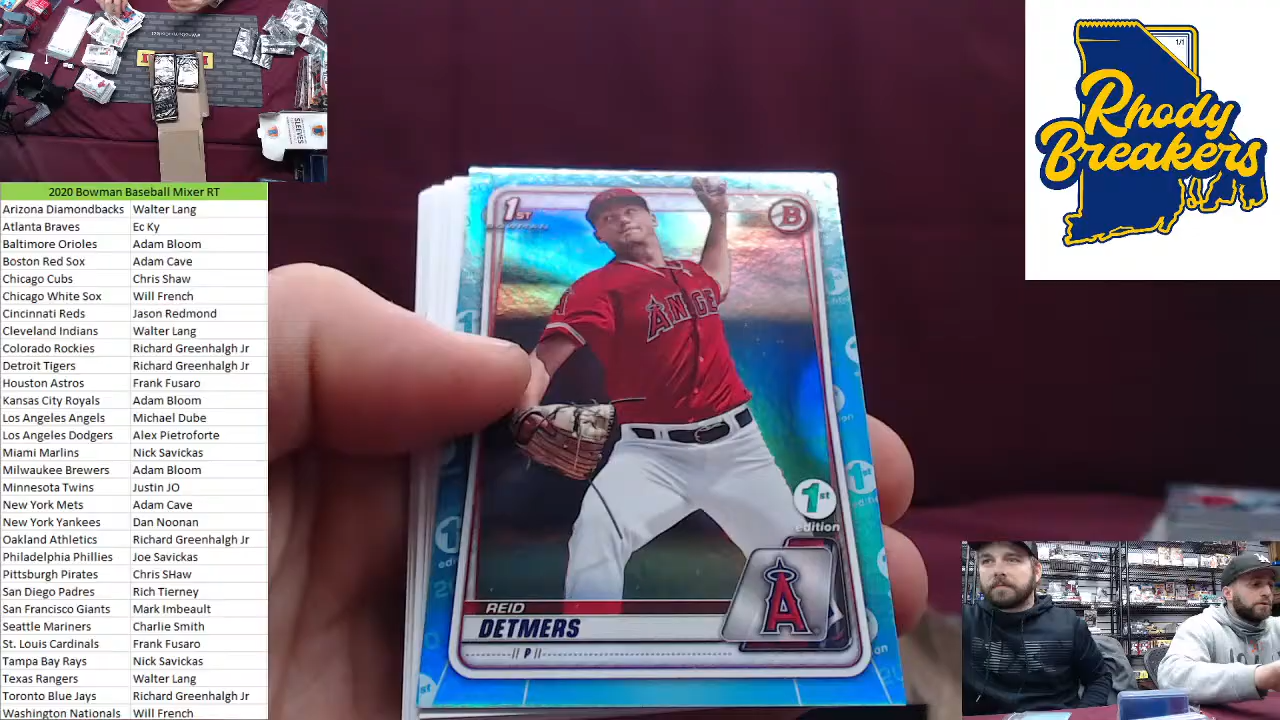 SLEEVES
2020 Bowman Baseball Mixer RT
Arizona Diamondbacks Walter Lang
Atlanta Braves Ec Ky
Baltimore Orioles Adam Bloom
Boston Red Sox Adam Cave
Chicago Cubs Chris Shaw
Chicago White Sox Will French
Cincinnati Reds Jason Redmond
Cleveland Indians Walter Lang
Colorado Rockies Richard Greenhalgh Jr
Detroit Tigers Richard Greenhalgh Jr
Houston Astros Frank Fusaro
Kansas City Royals Adam Bloom
Los Angeles Angels Michael Dube
Los Angeles Dodgers Alex Pietroforte
Miami Marlins Nick Savickas
Milwaukee Brewers Adam Bloom
Minnesota Twins Justin JO
New York Mets Adam Cave
New York Yankees Dan Noonan
Oakland Athletics Richard Greenhalgh Jr
Philadelphia Phillies Joe Savickas
Pittsburgh Pirates Chris SHaw
San Diego Padres Rich Tierney
San Francisco Giants Mark Imbeault
Seattle Mariners Charlie Smith
St. Louis Cardinals Frank Fusaro
Tampa Bay Rays Nick Savickas
Texas Rangers Walter Lang
Toronto Blue Jays Richard Greenhalgh Jr
Washington Nationals Will French
1ST
BOWMAN
B
ANGE
1st
edition
A
REID
DETMERS
P
1/1
Rhody
Breakers